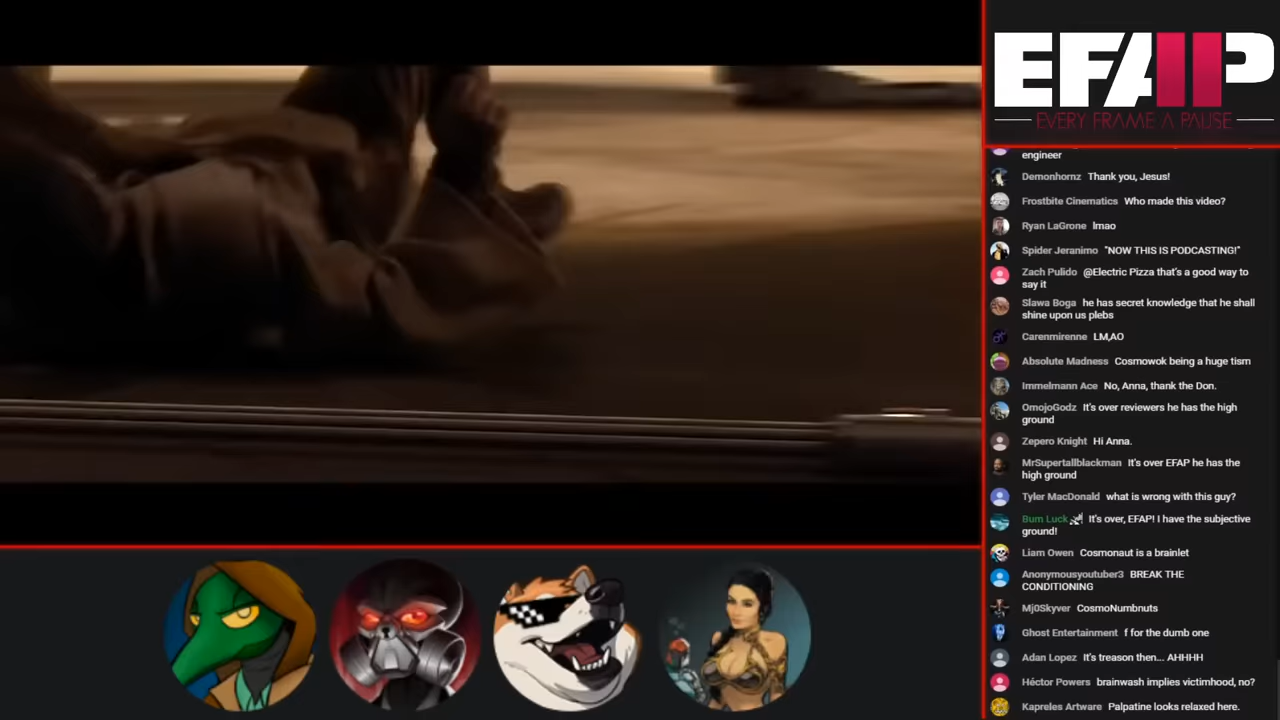 EFAP
EVERY FRAME A PAUSE
engineer
Demonhornz Thank you, Jesus!
Frostbite Cinematics Who made this video?
Ryan LaGrone lmao
Spider Jeranimo "NOW THIS IS PODCASTING!"
Zach Pulido @Electric Pizza that's a good way to
say it
Slawa Boga he has secret knowledge that he shall
shine upon us plebs
Carenmirenne LM,AO
Absolute Madness Cosmowok being a huge tism
Immelmann Ace No, Anna, thank the Don.
OmojoGodz It's over reviewers he has the high
ground
Zepero Knight Hi Anna.
MrSupertallblackman It's over EFAP he has the
high ground
Tyler MacDonald what is wrong with this guy?
Bum Luck It's over, EFAP! I have the subjective
ground!
Liam Owen Cosmonaut is a brainlet
Anonymousyoutuber3 BREAK THE
CONDITIONING
Mj0Skyver CosmoNumbnuts
Ghost Entertainment f for the dumb one
Adan Lopez It's treason then... AHHHH
Héctor Powers brainwash implies victimhood, no?
Kapreles Artware Palpatine looks relaxed here.